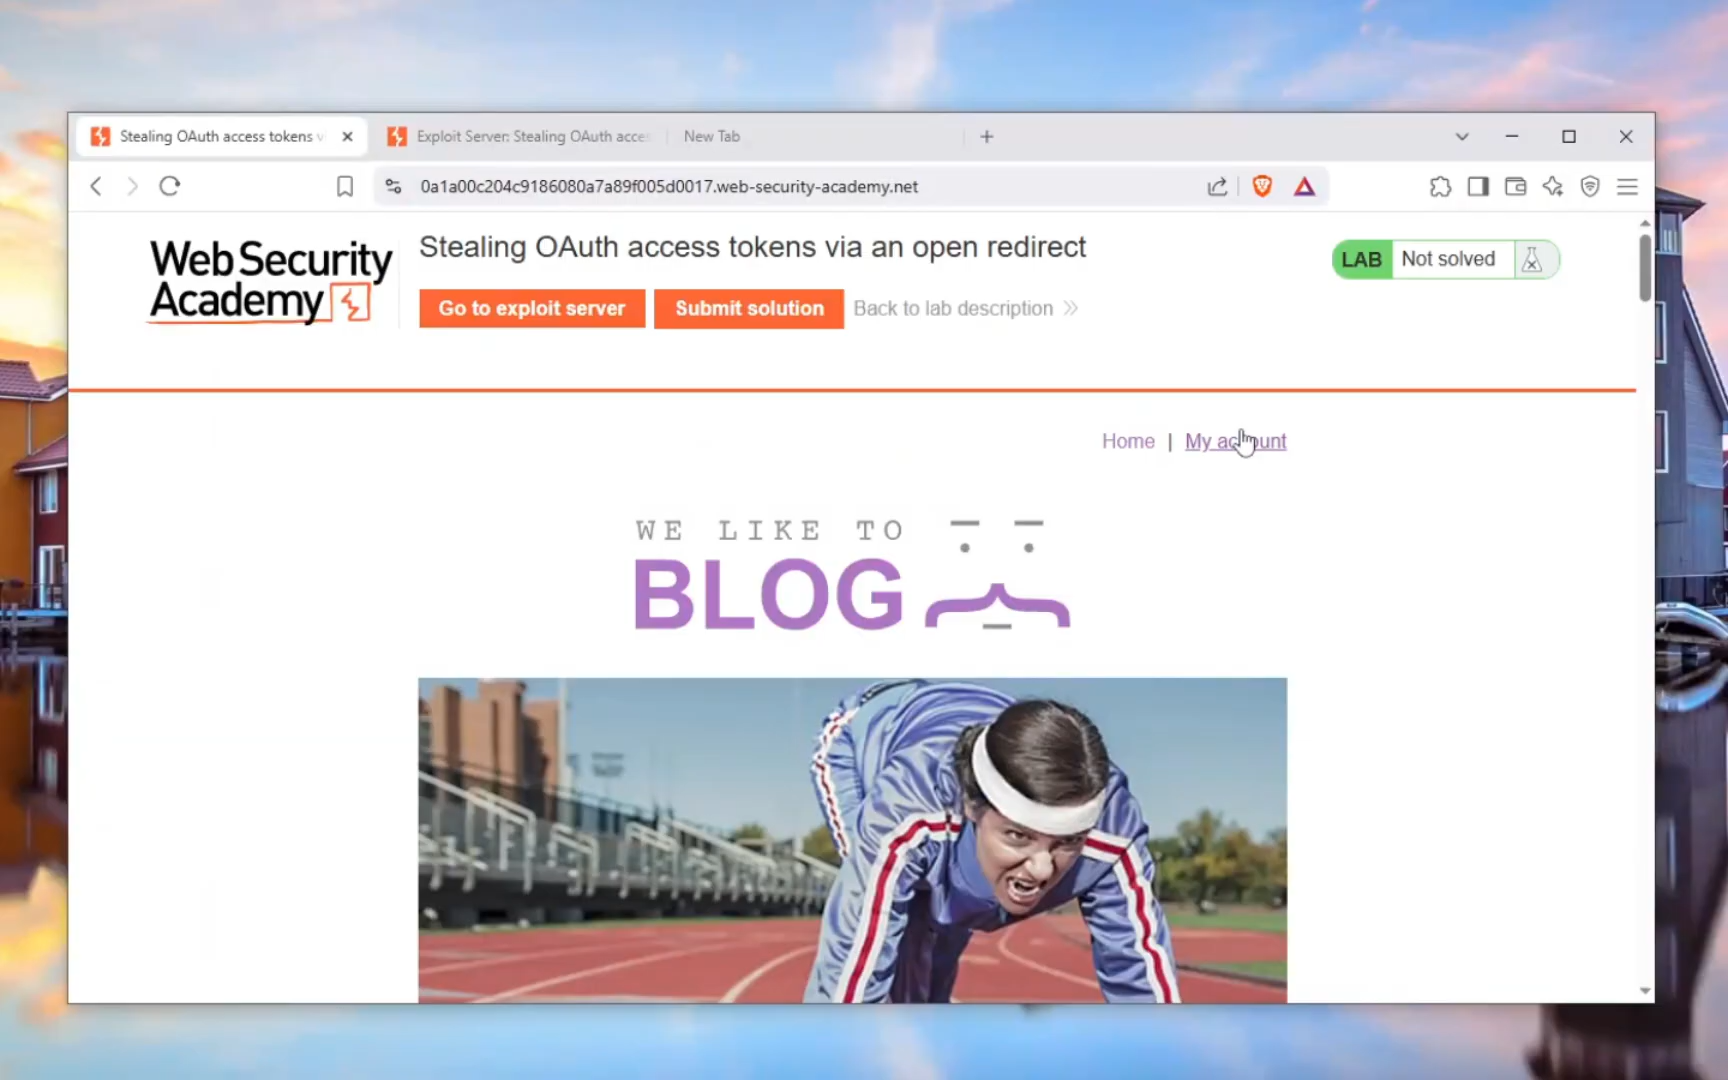 Stealing OAuth access tokens v
Exploit Server: Stealing OAuth acces
New Tab
0a1a00c204c9186080a7a89f005d0017.web-security-academy.net
Web Security
Academy
Stealing OAuth access tokens via an open redirect
LAB Not solved
Go to exploit server
Submit solution
Back to lab description
Home | My account
WE LIKE TO
BLOG